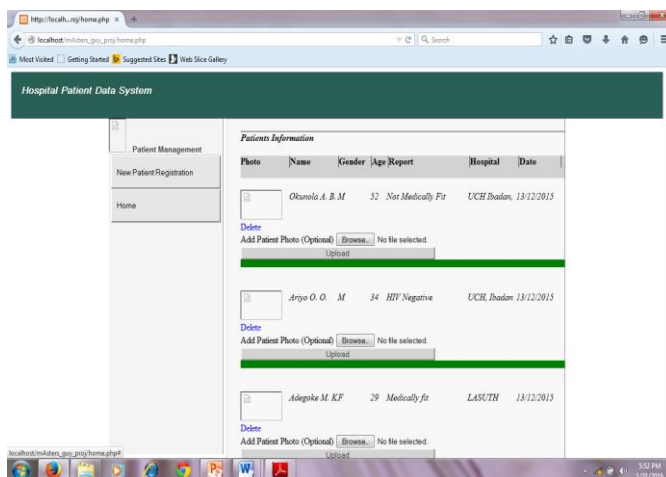 http://localh...roj/home.php × +
localhost/mAsters_guy_proj/home.php
Search
Most Visited Getting Started Suggested Sites Web Slice Gallery
Hospital Patient Data System
. Patient Management
New Patient Registration
Home
Patients Information
Photo Name Gender Age Report Hospital Date
Okunola A. B. M 52 Not Medically Fit UCH Ibadan, 13/12/2015
Delete
Add Patient Photo (Optional) Browse.. No file selected.
Upload
Ariyo O. O. M 34 HIV Negative UCH, Ibadan 13/12/2015
Delete
Add Patient Photo (Optional) Browse.. No file selected.
Upload
Adegoke M. K F 29 Medically fit LASUTH 13/12/2015
Delete
Add Patient Photo (Optional) Browse.. No file selected.
Upload
localhost/mAsters_guy_proj/home.php#
5:52 PM